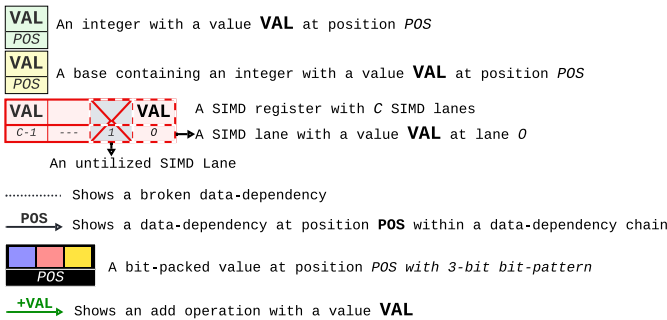 VAL An integer with a value VAL at position POS
POS
VAL
A base containing an integer with a value VAL at position POS
POS
VAL VAL A SIMD register with C SIMD lanes
C-1 --- 1 0 A SIMD lane with a value VAL at lane 0
An untilized SIMD Lane
Shows a broken data-dependency
POS Shows a data-dependency at position POS within a data-dependency chain
A bit-packed value at position POS with 3-bit bit-pattern
POS
+VAL Shows an add operation with a value VAL